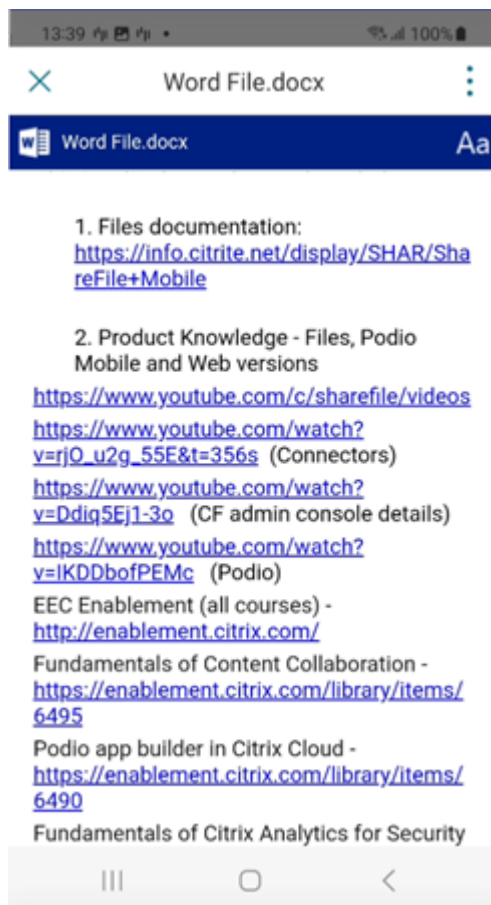 13:39 100%
Word File.docx
Word File.docx Aa
1. Files documentation:
https://info.citrite.net/display/SHAR/Sha
reFile+Mobile
2. Product Knowledge - Files, Podio
Mobile and Web versions
https://www.youtube.com/c/sharefile/videos
https://www.youtube.com/watch?
v=rjO_u2g_55E&t=356s (Connectors)
https://www.youtube.com/watch?
v=Ddiq5Ej1-3o (CF admin console details)
https://www.youtube.com/watch?
v=IKDDbofPEMc (Podio)
EEC Enablement (all courses) -
http://enablement.citrix.com/
Fundamentals of Content Collaboration -
https://enablement.citrix.com/library/items/
6495
Podio app builder in Citrix Cloud -
https://enablement.citrix.com/library/items/
6490
Fundamentals of Citrix Analytics for Security